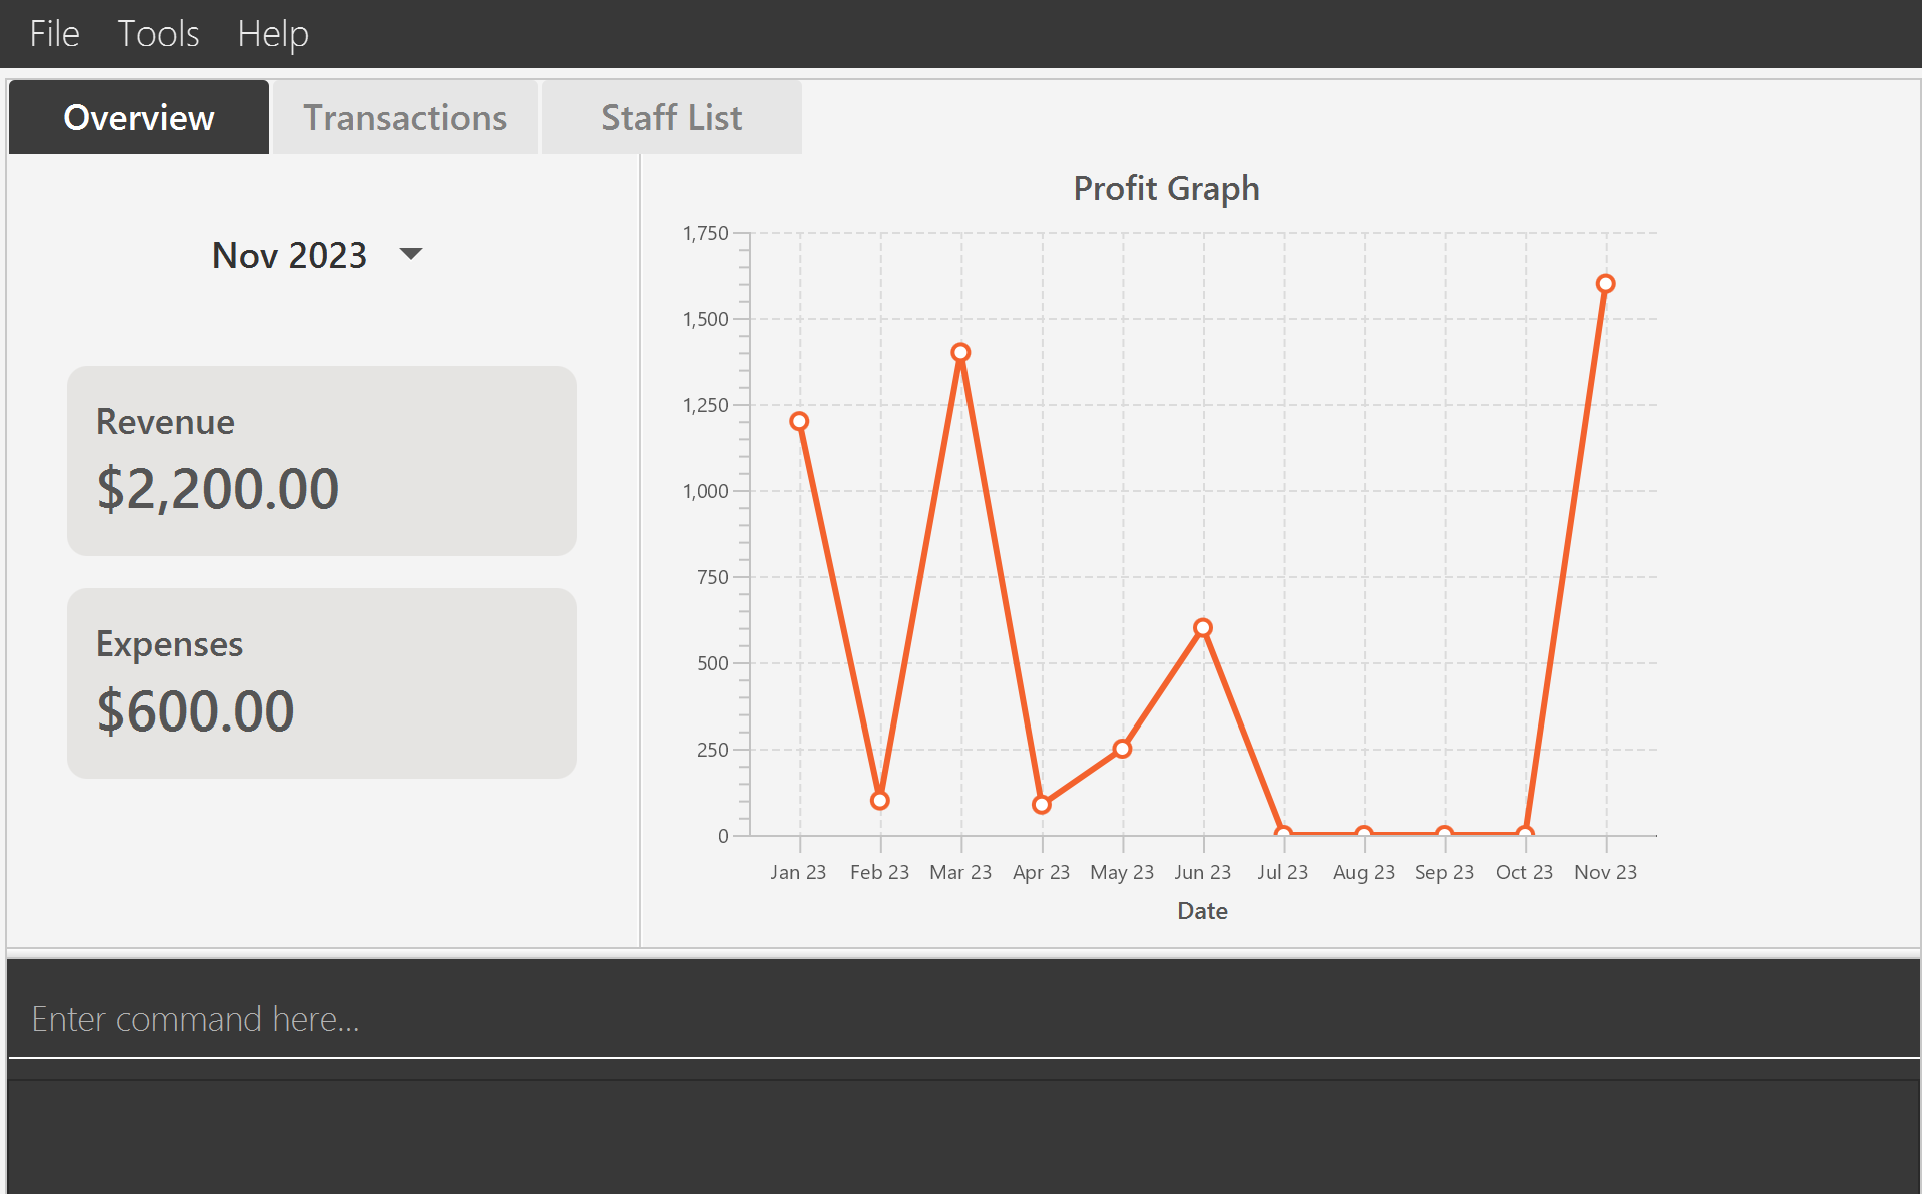 File Tools Help
Overview Transactions Staff List
Nov 2023
Revenue
$2,200.00
Expenses
$600.00
Profit Graph
1,750
1,500
1,250
1,000
750
500
250
0
Jan 23 Feb 23 Mar 23 Apr 23 May 23 Jun 23 Jul 23 Aug 23 Sep 23 Oct 23 Nov 23
Date
Enter command here...